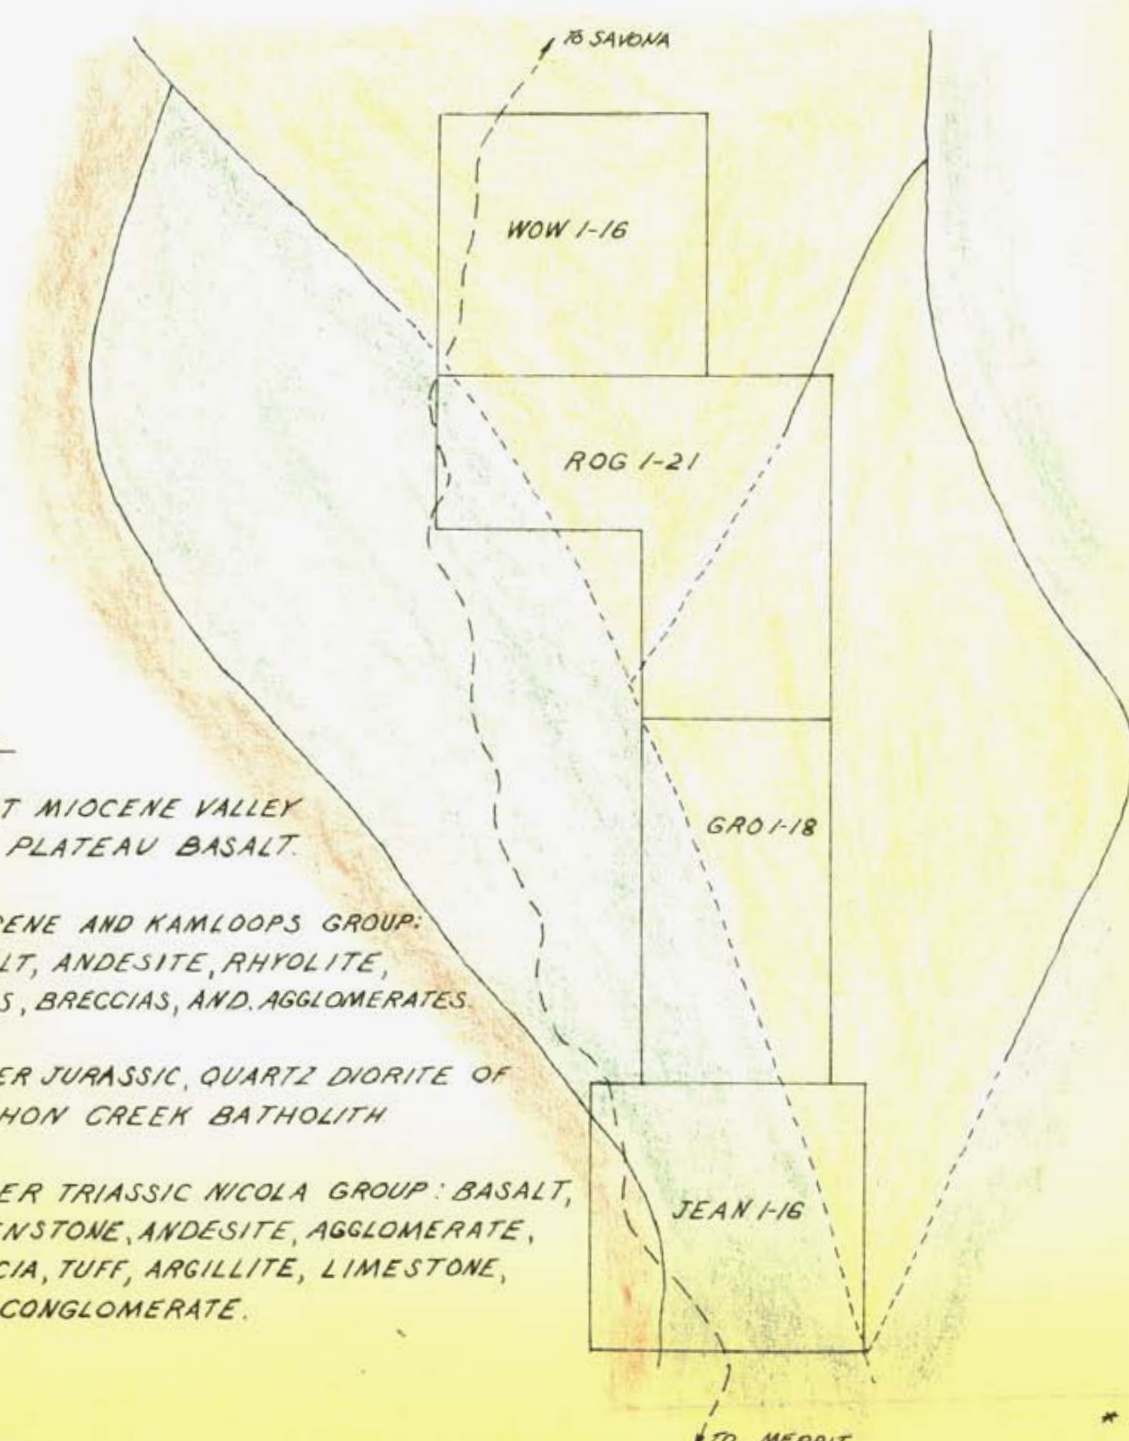 TO SAVONA
WOW 1-16
ROG 1-21
GRO 1-18
JEAN 1-16
T MIOCENE VALLEY
PLATEAU BASALT.
ENE AND KAMLOOPS GROUP:
LT, ANDESITE, RHYOLITE,
S, BRECCIAS, AND. AGGLOMERATES.
ER JURASSIC, QUARTZ DIORITE OF
HON CREEK BATHOLITH
ER TRIASSIC NICOLA GROUP: BASALT,
ENSTONE, ANDESITE, AGGLOMERATE,
CIA, TUFF, ARGILLITE, LIMESTONE,
CONGLOMERATE.
*
TO MERRIT